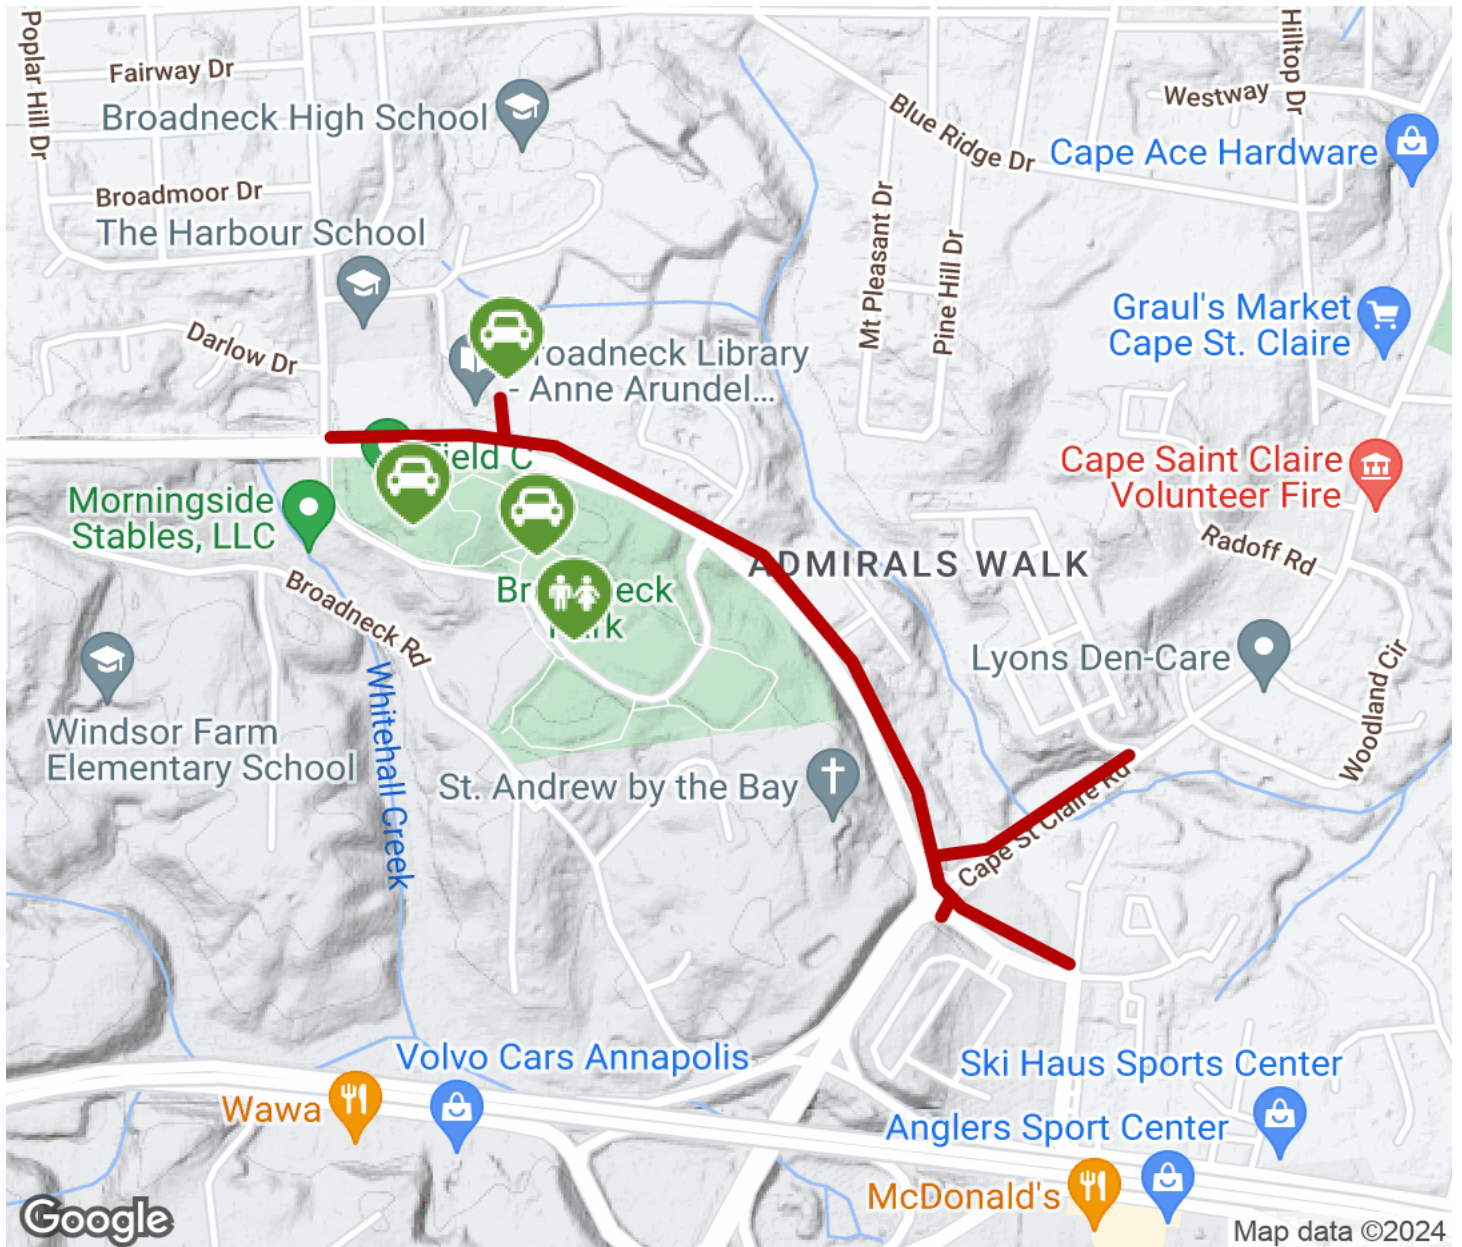 Poplar Hill Dr
Fairway Dr
Broadneck High School
Broadmoor Dr
The Harbour School
Darlow Dr
Hilltop Dr
Westway
Blue Ridge Dr
Cape Ace Hardware
Mt Pleasant Dr
Pine Hill Dr
Graul's Market
Cape St. Claire
roadneck Library
- Anne Arundel...
ield C
Cape Saint Claire
Volunteer Fire
Morningside
Stables, LLC
Radoff Rd
ADMIRALS WALK
Broadneck Rd
Br eck
rk
Lyons Den-Care
Woodland Cir
Whitehall Creek
Windsor Farm
Elementary School
St. Andrew by the Bay
Cape St Claire Rd
Volvo Cars Annapolis
Ski Haus Sports Center
Wawa
Anglers Sport Center
McDonald's
Google
Map data ©2024